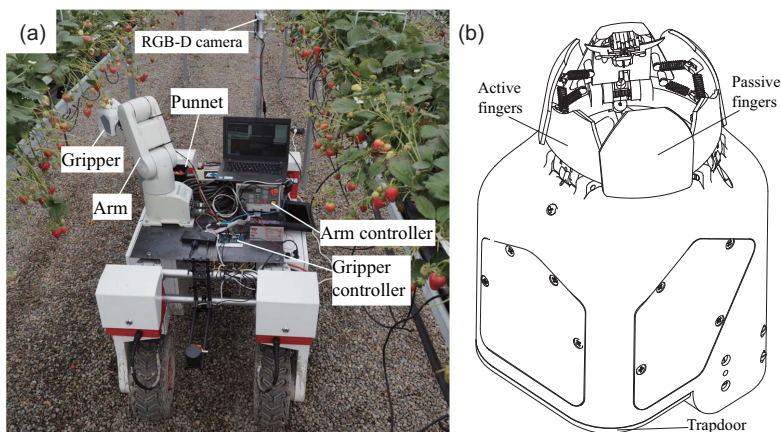 (a)
RGB-D camera
Punnet
Gripper
Arm
Arm controller
Gripper
controller
(b)
Active
fingers
Passive
fingers
Trapdoor